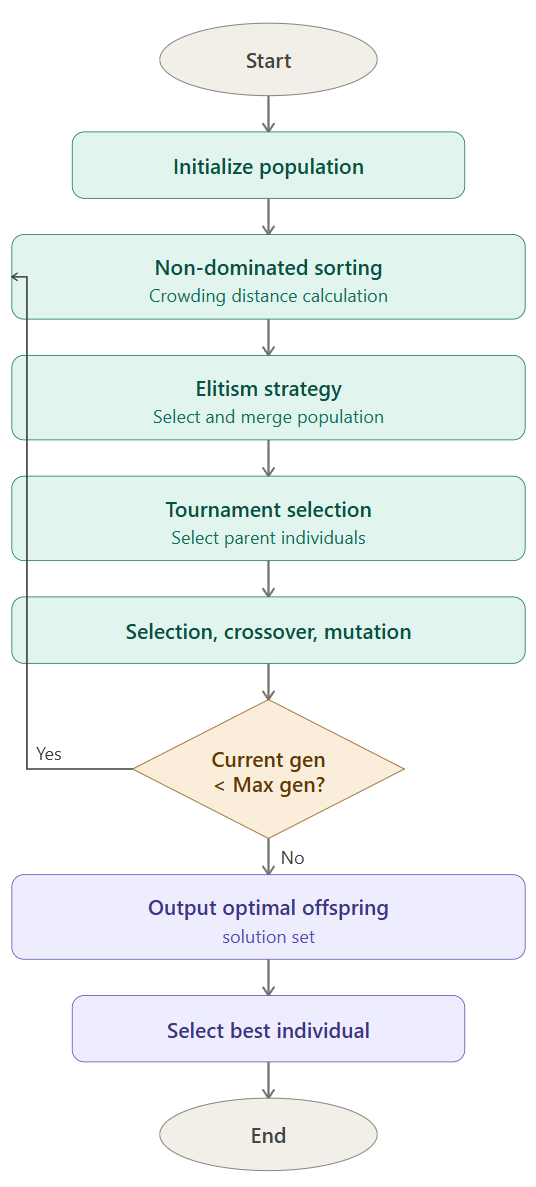 Start
Initialize population
Non-dominated sorting
Crowding distance calculation
Elitism strategy
Select and merge population
Tournament selection
Select parent individuals
Selection, crossover, mutation
Current gen
< Max gen?
Yes
No
Output optimal offspring
solution set
Select best individual
End